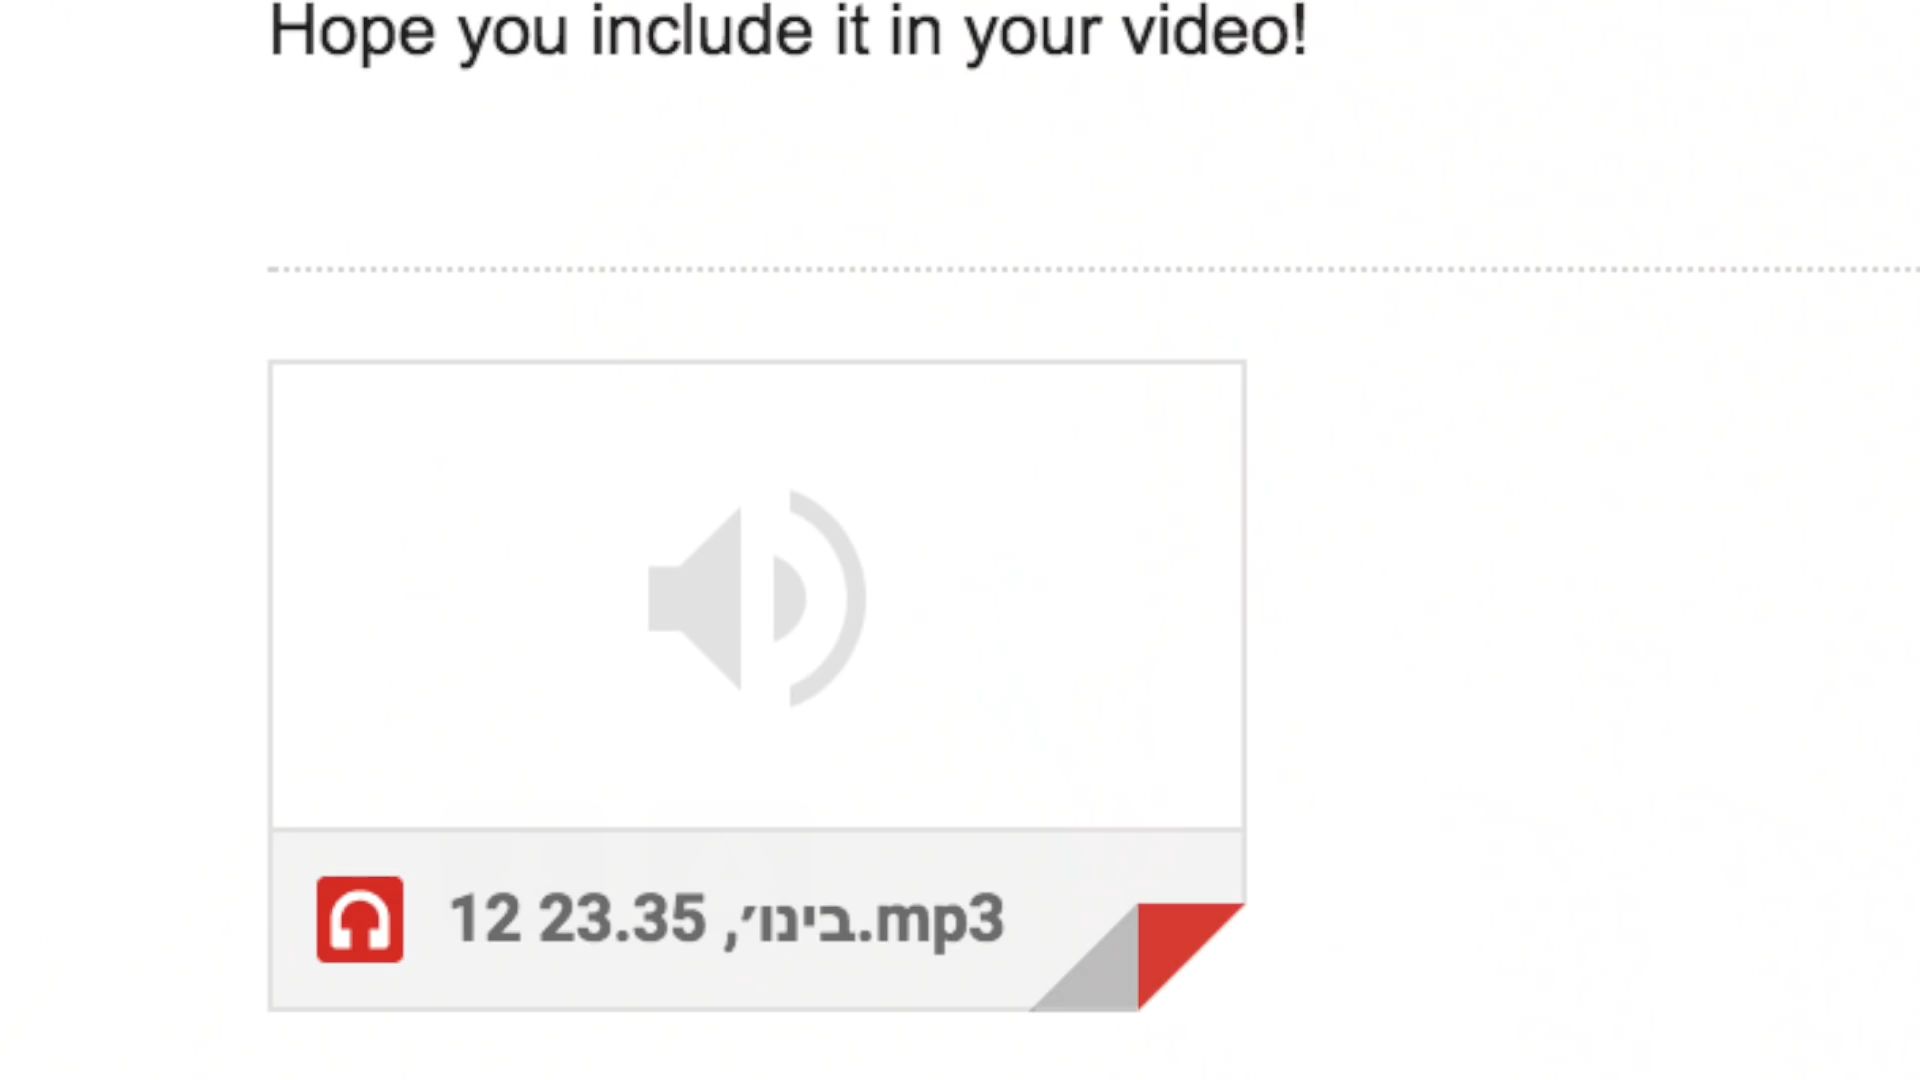 Hope you include it in your video!
בינו׳, 23.35 12.mp3